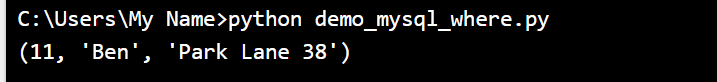 C:\Users\My Name>python demo_mysql_where.py
(11, 'Ben', 'Park Lane 38')